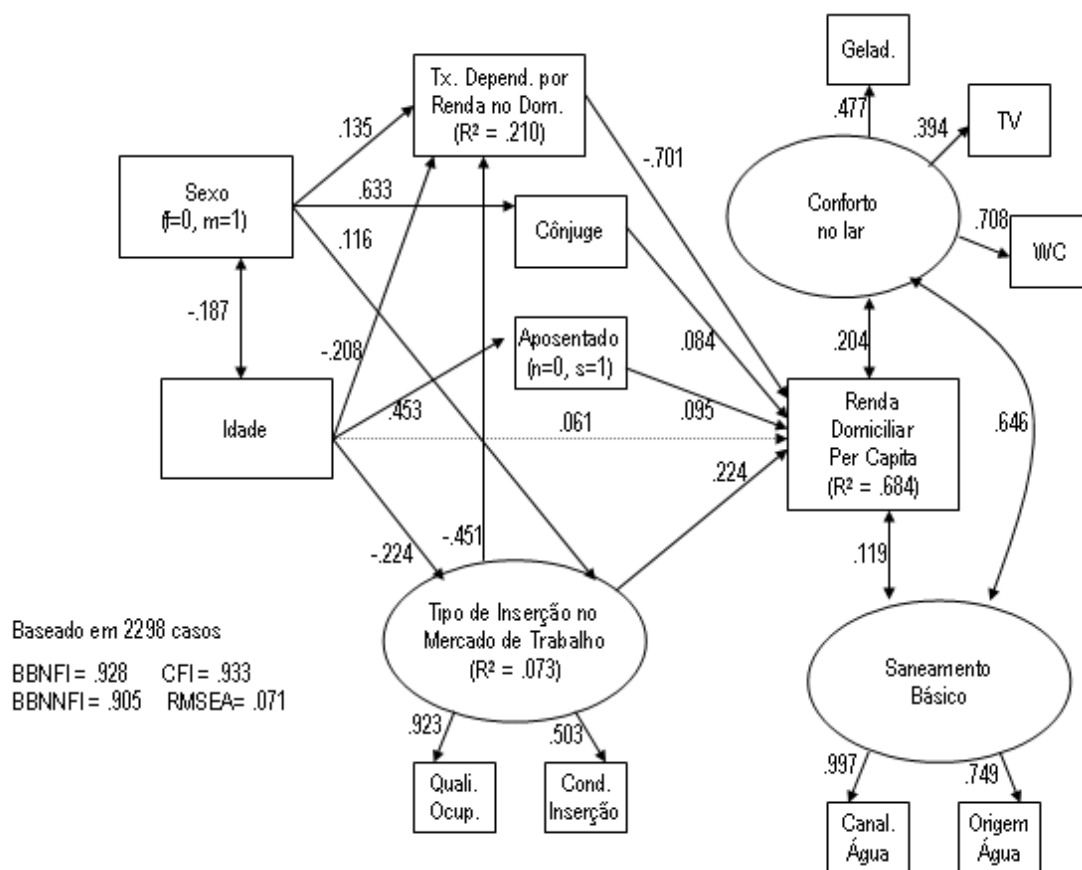 Gelad.
.477
.394
TV
Tx. Depend. por
Renda no Dom.
(R² = .210)
.135
-.701
Sexo
(f=0, m=1)
.633
Conforto
no lar
.708
WC
.116
Cônjuge
-.187
-.208
Aposentado
(n=0, s=1)
.084
.204
Idade
.453
.095
.061
Renda
Domiciliar
Per Capita
(R² = .684)
.646
.224
-.224
-.451
.119
Tipo de Inserção no
Mercado de Trabalho
(R² = .073)
Baseado em 2298 casos
BBNFI = .928 CFI = .933
BBNNFI = .905 RMSEA= .071
Saneamento
Básico
.923
.503
.997
.749
Quali.
Ocup.
Cond.
Inserção
Canal.
Água
Origem
Água